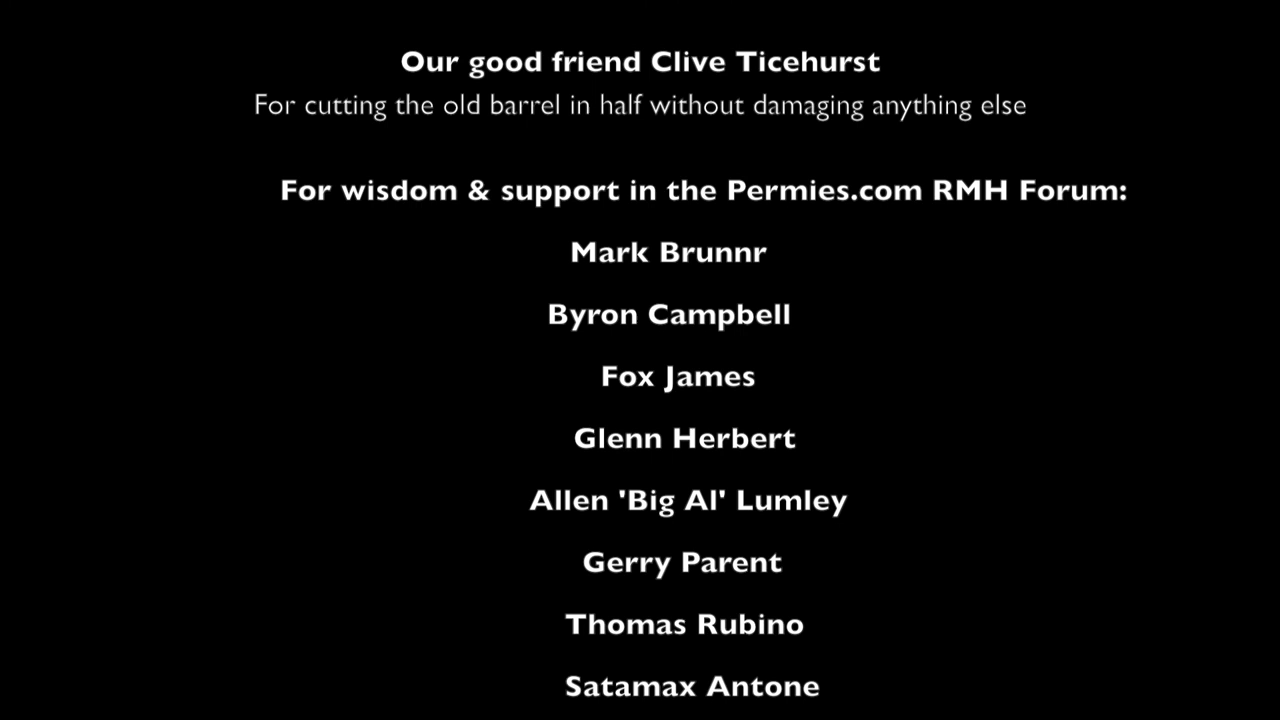 Our good friend Clive Ticehurst
For cutting the old barrel in half without damaging anything else
For wisdom & support in the Permies.com RMH Forum:
Mark Brunnr
Byron Campbell
Fox James
Glenn Herbert
Allen 'Big Al' Lumley
Gerry Parent
Thomas Rubino
Satamax Antone